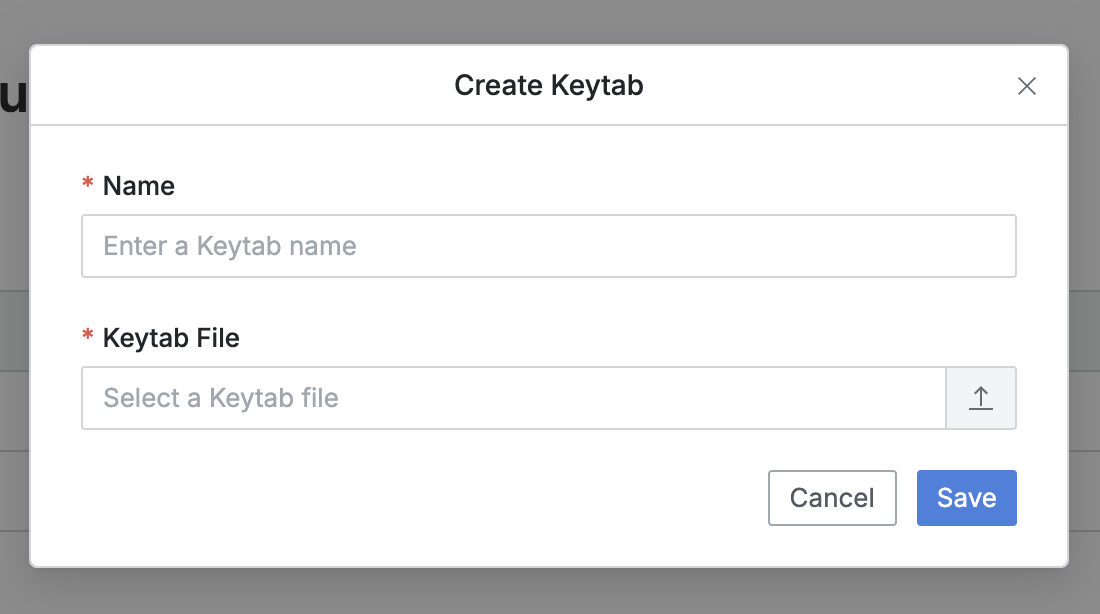 Create Keytab
* Name
Enter a Keytab name
* Keytab File
Select a Keytab file
Cancel Save